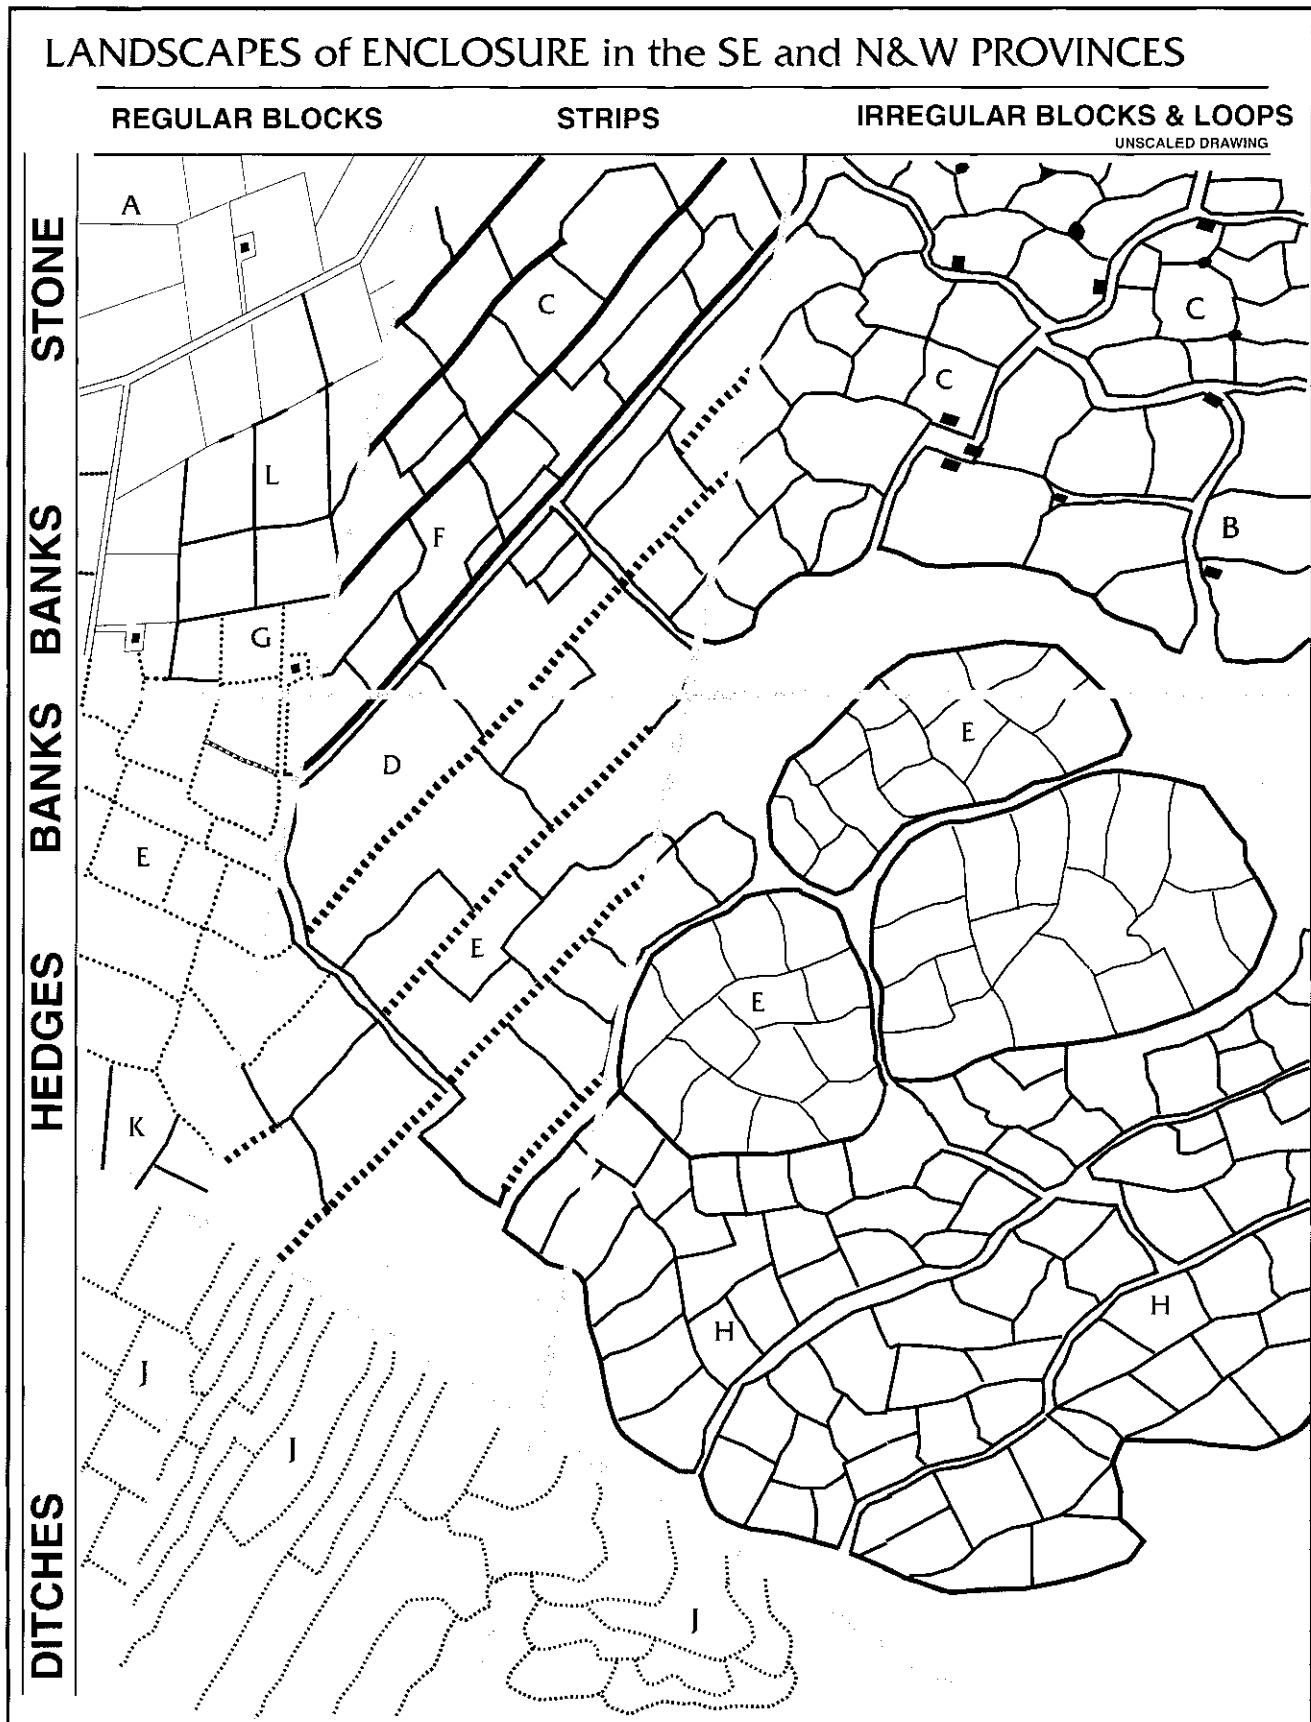 LANDSCAPES of ENCLOSURE in the SE and N&W PROVINCES
REGULAR BLOCKS
STRIPS
IRREGULAR BLOCKS & LOOPS
UNSCALED DRAWING
STONE
BANKS
BANKS
HEDGES
DITCHES
A
C
C
C
L
F
B
G
D
E
E
E
E
K
H
H
J
J
J